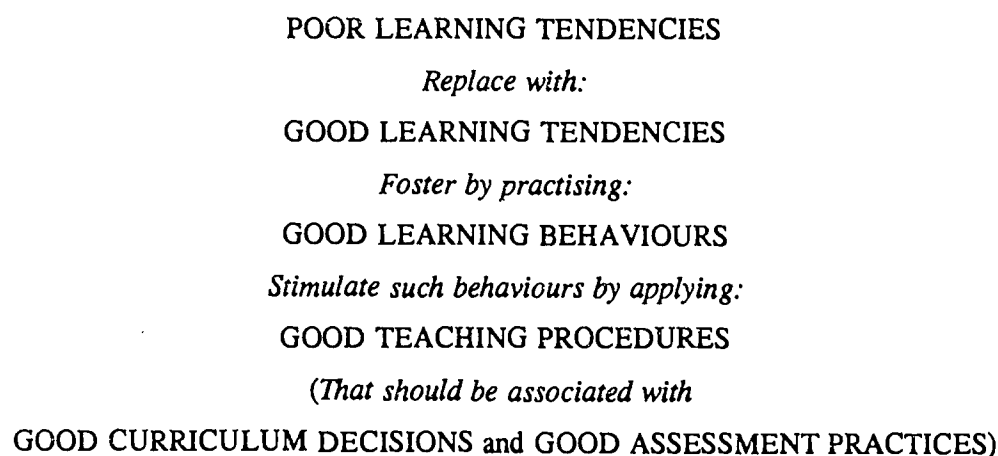 POOR LEARNING TENDENCIES
Replace with:
GOOD LEARNING TENDENCIES
Foster by practising:
GOOD LEARNING BEHAVIOURS
Stimulate such behaviours by applying:
GOOD TEACHING PROCEDURES
(That should be associated with
GOOD CURRICULUM DECISIONS and GOOD ASSESSMENT PRACTICES)